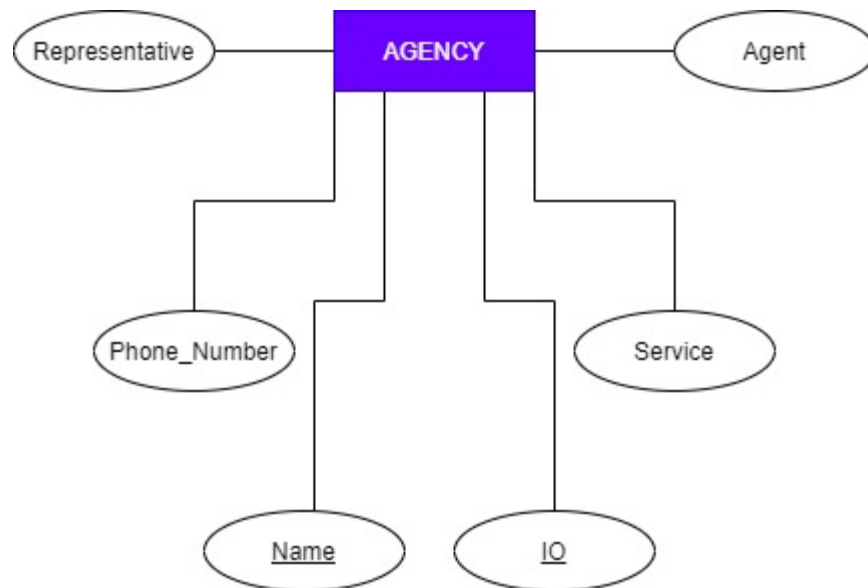 Representative
AGENCY
Agent
Phone_Number
Service
Name
IO